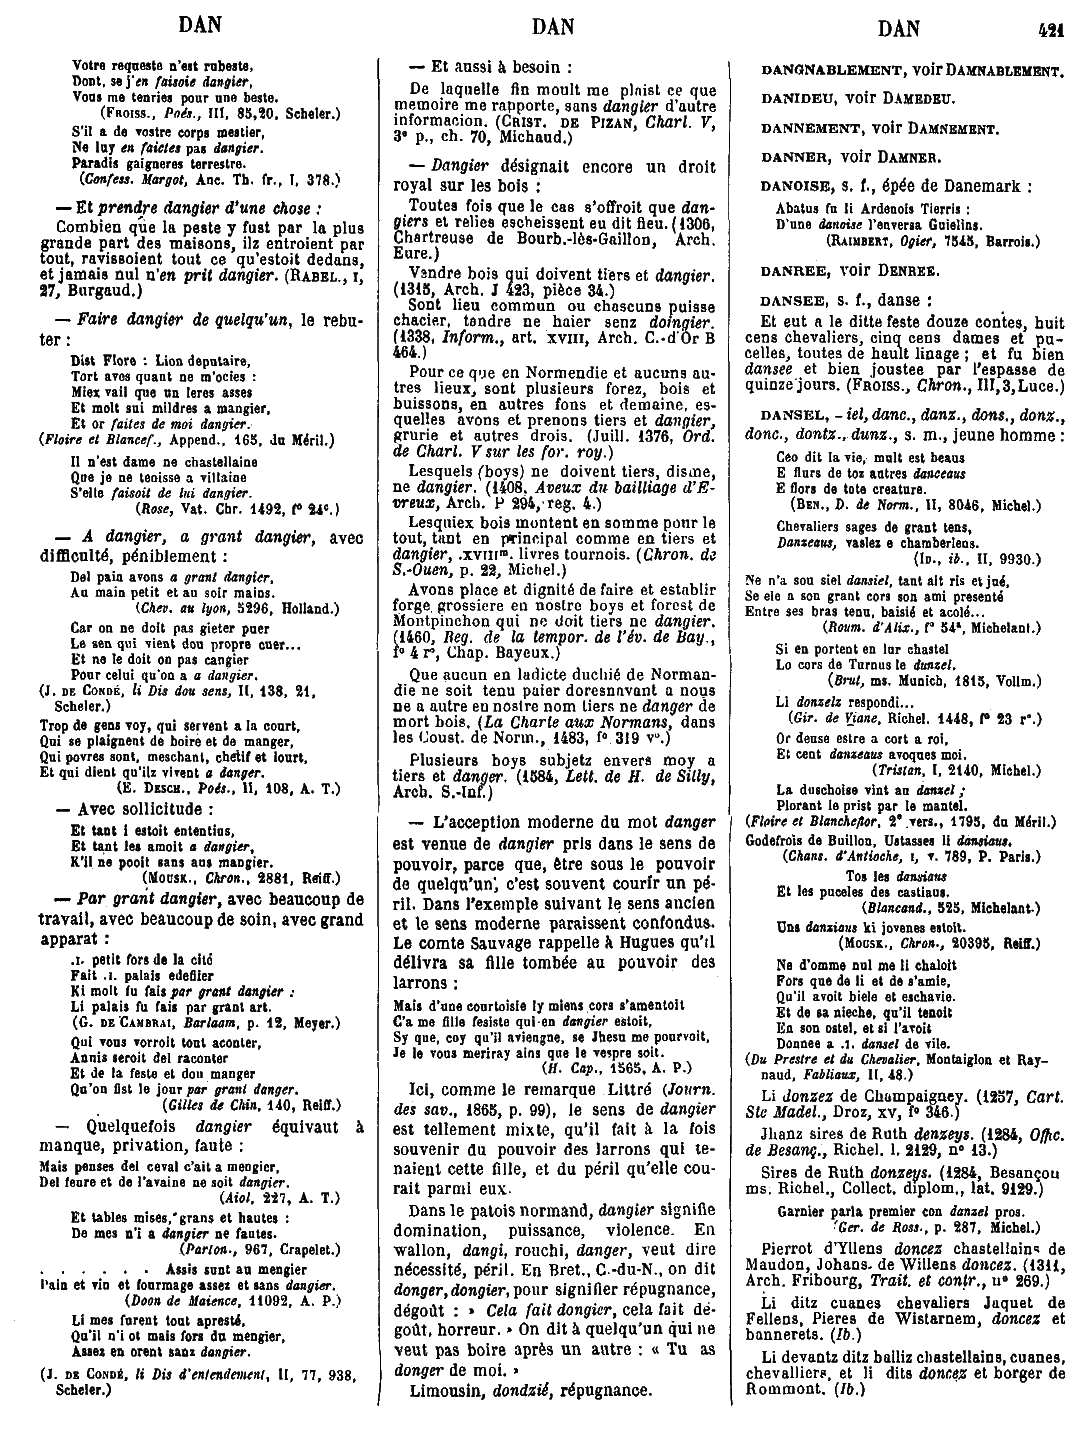 DAN
DAN
DAN
421
Votre requeste n'est rubeste,
Dont, se j'en faisoie dangier,
Vous me tenries pour une beste.
(FROISS., Poés., III, 85,20, Scheler.)
S'il a de vostre corps mestier,
Ne luy en faictes pas dangier.
Paradis gaigneres terrestre.
(Confess. Margot, Anc. Th. fr., I, 378.)
— Et prendre dangier d'une chose :
Combien que la peste y fust par la plus
grande part des maisons, ilz entroient par
tout, ravissoient tout ce qu'estoit dedans,
et jamais nul n'en prit dangier. (RABEL., I,
27, Burgaud.)
— Faire dangier de quelqu'un, le rebu-
ter :
Dist Flore : Lion deputaire,
Tort aves quant ne m'ocies :
Miex vail que un leres asses
Et molt sui mildres a mangier,
Et or faites de moi dangier.
(Floire et Blancef., Append., 165, du Méril.)
Il n'est dame ne chastellaine
Que je ne tenisse a villaine
S'elle faisoit de lui dangier.
(Rose, Vat. Chr. 1492, f° 24c.)
— A dangier, a grant dangier, avec
difficulté, péniblement :
Del pain avons a grant dangier,
Au main petit et au soir mains.
(Chev. au lyon, 5296, Holland.)
Car on ne doit pas gieter puer
Le sen qui vient dou propre cuer...
Et ne le doit on pas cangier
Pour celui qu'on a a dangier.
(J. DE CONDÉ, li Dis dou sens, II, 138, 21,
Scheler.)
Trop de gens voy, qui servent a la court,
Qui se plaignent de boire et de manger,
Qui povres sont, meschant, chetif et lourt,
Et qui dient qu'ilz vivent a danger.
(E. DESCH., Poés., II, 108, A. T.)
— Avec sollicitude :
Et tant i estoit ententius,
Et tant les amoit a dangier,
K'il ne pooit sans aus mangier.
(MOUSK., Chron., 2881, Reiff.)
— Par grant dangier, avec beaucoup de
travail, avec beaucoup de soin, avec grand
apparat :
.I. petit fors de la cité
Fait .I. palais edefier
Ki molt fu fais par grant dangier :
Li palais fu fais par grant art.
(G. DE CAMBRAI, Barlaam, p. 12, Meyer.)
Qui vous vorroit tout aconter,
Annis seroit del raconter
Et de la feste et dou manger
Qu'on fist le jour par grant danger.
(Gilles de Chin, 140, Reiff.)
— Quelquefois dangier équivaut à
manque, privation, faute :
Mais penses del ceval c'ait a mengier,
Del feure et de l'avaine ne soit dangier.
(Aiol, 227, A. T.)
Et tables mises, grans et hautes :
De mes n'i a dangier ne fautes.
(Parton., 967, Crapelet.)
. . . . . . Assis sunt au mengier
Pain et vin et fourmage assez et sans dangier.
(Doon de Maience, 11092, A. P.)
Li mes furent tout apresté,
Qu'il n'i ot mais fors du mengier,
Assez en orent sanz dangier.
(J. DE CONDÉ, li Dis d'entendement, II, 77, 938,
Scheler.)
— Et aussi à besoin :
De laquelle fin moult me plaist ce que
memoire me rapporte, sans dangier d'autre
informacion. (CRIST. DE PIZAN, Charl. V,
3e p., ch. 70, Michaud.)
— Dangier désignait encore un droit
royal sur les bois :
Toutes fois que le cas s'offroit que dan-
giers et relies escheissent eu dit fieu. (1306,
Chartreuse de Bourb.-lès-Gaillon, Arch.
Eure.)
Vendre bois qui doivent tiers et dangier.
(1315, Arch. J 423, pièce 34.)
Sont lieu commun ou chascuns puisse
chacier, tendre ne haier senz doingier.
(1338, Inform., art. XVIII, Arch. C.-d'Or B
464.)
Pour ce que en Normendie et aucuns au-
tres lieux, sont plusieurs forez, bois et
buissons, en autres fons et demaine, es-
quelles avons et prenons tiers et dangier,
grurie et autres drois. (Juill. 1376, Ord.
de Charl. V sur les for. roy.)
Lesquels (boys) ne doivent tiers, disme,
ne dangier. (1408, Aveux du bailliage d'E-
vreux, Arch. P 294, reg. 4.)
Lesquiex bois montent en somme pour le
tout, tant en principal comme en tiers et
dangier, .XVIIIm. livres tournois. (Chron. de
S.-Ouen, p. 22, Michel.)
Avons place et dignité de faire et establir
forge grossiere en nostre boys et forest de
Montpinchon qui ne doit tiers ne dangier.
(1460, Reg. de la tempor. de l'év. de Bay.,
f° 4 r°, Chap. Bayeux.)
Que aucun en ladicte duchié de Norman-
die ne soit tenu paier doresnavant a nous
ne a autre en nostre nom tiers ne danger de
mort bois. (La Charte aux Normans, dans
les Coust. de Norm., 1483, f° 319 v°.)
Plusieurs boys subjetz envers moy a
tiers et danger. (1584, Lett. de H. de Silly,
Arch. S.-Inf.)
— L'acception moderne du mot danger
est venue de dangier pris dans le sens de
pouvoir, parce que, être sous le pouvoir
de quelqu'un, c'est souvent courir un pé-
ril. Dans l'exemple suivant le sens ancien
et le sens moderne paraissent confondus.
Le comte Sauvage rappelle à Hugues qu'il
délivra sa fille tombée au pouvoir des
larrons :
Mais d'une courtoisie ly miens cors s'amentoit
C'a me fille fesiste qui en dangier estoit,
Sy que, coy qu'il aviengne, se Jhesu me pourvoit,
Je le vous meriray ains que le vespre soit.
(H. Cap., 1565, A. P.)
Ici, comme le remarque Littré (Journ.
des sav., 1865, p. 99), le sens de dangier
est tellement mixte, qu'il fait à la fois
souvenir du pouvoir des larrons qui te-
naient cette fille, et du péril qu'elle cou-
rait parmi eux.
Dans le patois normand, dangier signifie
domination, puissance, violence. En
wallon, dangi, rouchi, danger, veut dire
nécessité, péril. En Bret., C.-du-N., on dit
donger, dongier, pour signifier répugnance,
dégoût : » Cela fait dongier, cela fait dé-
goût, horreur. » On dit à quelqu'un qui ne
veut pas boire après un autre : « Tu as
donger de moi. »
Limousin, dondzié, répugnance.
DANGNABLEMENT, voir DAMNABLEMENT.
DANIDEU, voir DAMEDEU.
DANNEMENT, voir DAMNEMENT.
DANNER, voir DAMNER.
DANOISE, s. f., épée de Danemark :
Abatus fu li Ardenois Tierris :
D'une danoise l'enversa Guielins.
(RAIMBERT, Ogier, 7545, Barrois.)
DANREE, voir DENREE.
DANSEE, s. f., danse :
Et eut a le ditte feste douze contes, huit
cens chevaliers, cinq cens dames et pu-
celles, toutes de hault linage ; et fu bien
dansee et bien joustee par l'espasse de
quinze jours. (FROISS., Chron., III, 3, Luce.)
DANSEL, - iel, danc., danz., dons., donz.,
donc., dontz., dunz., s. m., jeune homme :
Ceo dit la vie, mult est beaus
E flurs de toz autres danceaus
E flors de tote creature.
(BEN., D. de Norm., II, 8046, Michel.)
Chevaliers sages de grant tens,
Danzeaus, vaslez e chamberlens.
(ID., ib., II, 9930.)
Ne n'a sou siel dansiel, tant ait ris et jué,
Se ele a son grant cors son ami presenté
Entre ses bras tenu, baisié et acolé...
(Roum. d'Alix., f° 54a, Michelant.)
Si en portent en lur chastel
Lo cors de Turnus le danzel.
(Brut, ms. Munich, 1815, Vollm.)
Li donzelz respondi...
(Gir. de Viane, Richel. 1448, f° 23 r°.)
Or deuse estre a cort a roi,
Et cent danzeaus avoques moi.
(Tristan, I, 2140, Michel.)
La duschoise vint au dansel ;
Plorant le prist par le mantel.
(Floire et Blancheflor, 2e vers., 1795, du Méril.)
Godefrois de Buillon, Ustasses li dansiaus.
(Chans. d'Antioche, I, v. 789, P. Paris.)
Tos les dansiaus
Et les puceles des castiaus.
(Blancand., 525, Michelant.)
Uns danziaus ki jovenes estoit.
(MOUSK., Chron., 20395, Reiff.)
Ne d'omme nul me li chaloit
Fors que de li et de s'amie,
Qu'il avoit biele et eschavie.
Et de sa nieche, qu'il tenoit
En son ostel, et si l'avoit
Donnee a .I. dansel de vile.
(Du Prestre et du Chevalier, Montaiglon et Ray-
naud, Fabliaux, II, 48.)
Li donzez de Champaigney. (1257, Cart.
Ste Madel., Droz, XV, f° 346.)
Jhanz sires de Ruth denzeys. (1284, Offic.
de Besanç., Richel. l. 2129, n° 13.)
Sires de Ruth donzeys. (1284, Besançon
ms. Richel., Collect. diplom., lat. 9129.)
Garnier parla premier con danzel pros.
(Ger. de Ross., p. 287, Michel.)
Pierrot d'Yllens doncez chastellains de
Maudon, Johans de Willens doncez. (1311,
Arch. Fribourg, Trait. et contr., n° 269.)
Li ditz cuanes chevaliers Jaquet de
Fellens, Pieres de Wistarnem, doncez et
bannerets. (Ib.)
Li devantz ditz balliz chastellains, cuanes,
chevalliers, et li dits doncez et borger de
Rommont. (Ib.)